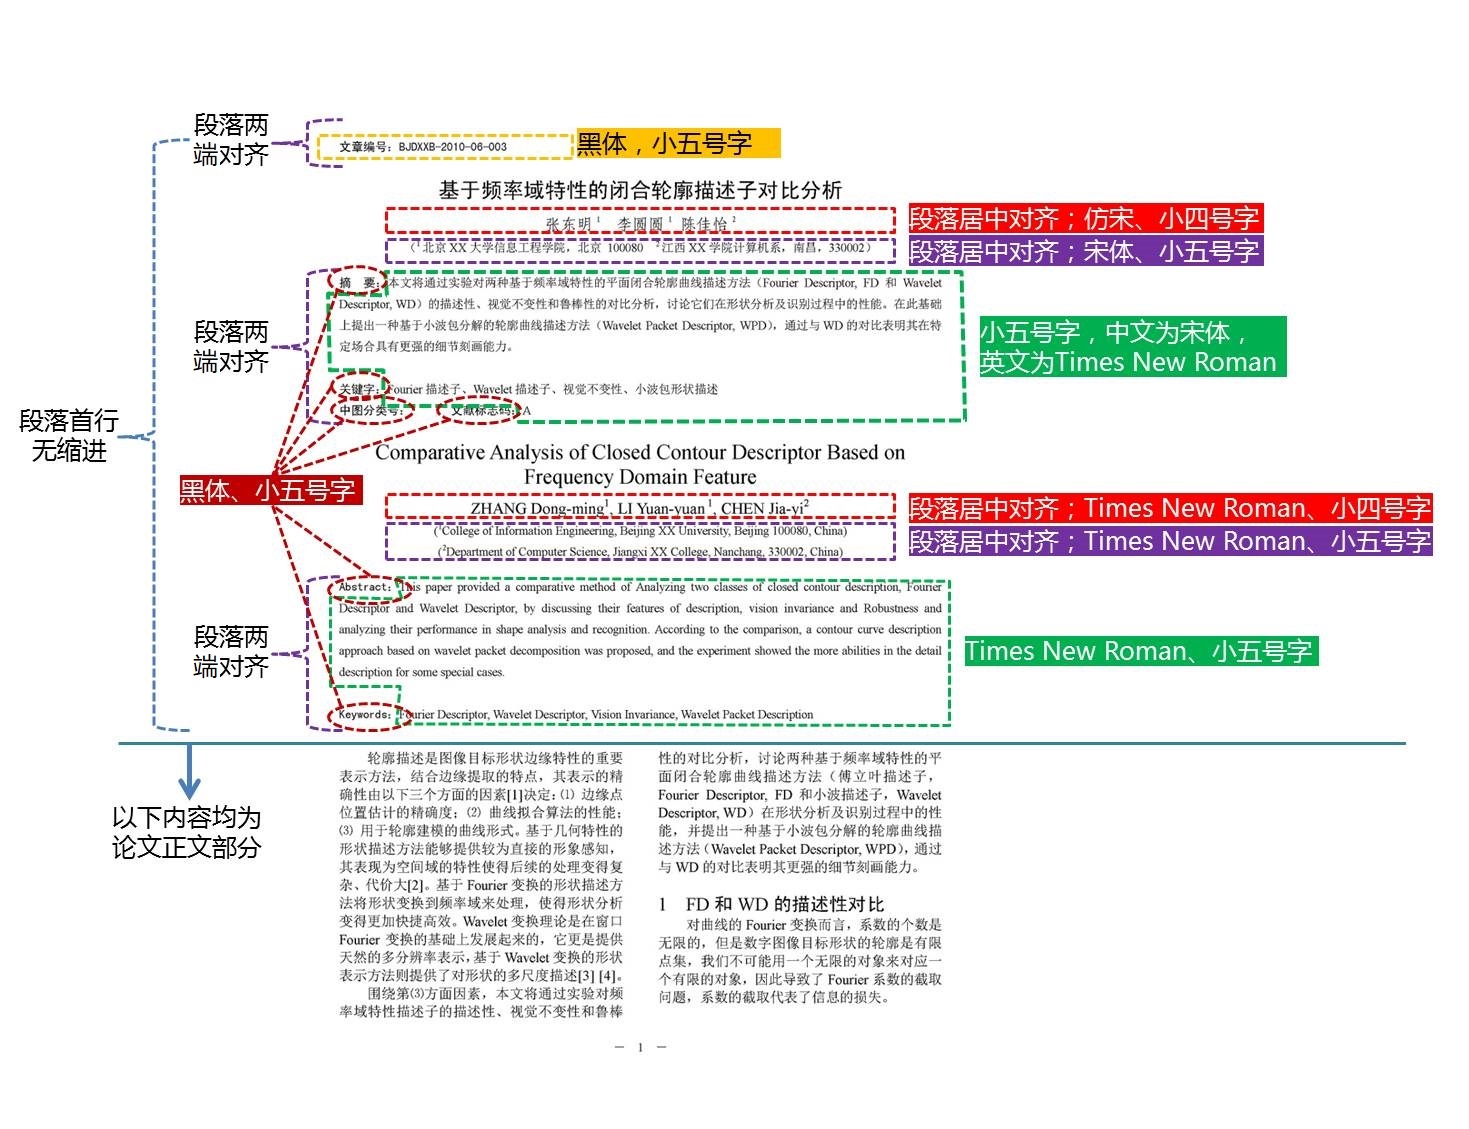 段落两
端对齐
文章编号：BJDXXB-2010-06-003
黑体，小五号字
基于频率域特性的闭合轮廓描述子对比分析
张东明1　李圆圆1 陈佳怡2
段落居中对齐；仿宋、小四号字
（1北京 XX 大学信息工程学院，北京 100080　2江西 XX 学院计算机系，南昌，330002）
段落居中对齐；宋体、小五号字
摘　要：本文将通过实验对两种基于频率域特性的平面闭合轮廓曲线描述方法（Fourier Descriptor, FD 和 Wavelet
Descriptor, WD）的描述性、视觉不变性和鲁棒性的对比分析，讨论它们在形状分析及识别过程中的性能。在此基础
上提出一种基于小波包分解的轮廓曲线描述方法（Wavelet Packet Descriptor, WPD），通过与 WD 的对比表明其在特
定场合具有更强的细节刻画能力。
段落两
端对齐
小五号字，中文为宋体，
英文为Times New Roman
关键字：Fourier 描述子、Wavelet 描述子、视觉不变性、小波包形状描述
中图分类号：　　文献标志码：A
段落首行
无缩进
Comparative Analysis of Closed Contour Descriptor Based on
Frequency Domain Feature
黑体、小五号字
ZHANG Dong-ming1, LI Yuan-yuan1, CHEN Jia-yi2
段落居中对齐；Times New Roman、小四号字
(1College of Information Engineering, Beijing XX University, Beijing 100080, China)
(2Department of Computer Science, Jiangxi XX College, Nanchang, 330002, China)
段落居中对齐；Times New Roman、小五号字
Abstract: This paper provided a comparative method of Analyzing two classes of closed contour description, Fourier
Descriptor and Wavelet Descriptor, by discussing their features of description, vision invariance and Robustness and
analyzing their performance in shape analysis and recognition. According to the comparison, a contour curve description
approach based on wavelet packet decomposition was proposed, and the experiment showed the more abilities in the detail
description for some special cases.
段落两
端对齐
Times New Roman、小五号字
Keywords: Fourier Descriptor, Wavelet Descriptor, Vision Invariance, Wavelet Packet Description
以下内容均为
论文正文部分
轮廓描述是图像目标形状边缘特性的重要
表示方法，结合边缘提取的特点，其表示的精
确性由以下三个方面的因素[1]决定：⑴ 边缘点
位置估计的精确度；⑵ 曲线拟合算法的性能；
⑶ 用于轮廓建模的曲线形式。基于几何特性的
形状描述方法能够提供较为直接的形象感知，
其表现为空间域的特性使得后续的处理变得复
杂、代价大[2]。基于 Fourier 变换的形状描述方
法将形状变换到频率域来处理，使得形状分析
变得更加快捷高效。Wavelet 变换理论是在窗口
Fourier 变换的基础上发展起来的，它更是提供
天然的多分辨率表示，基于 Wavelet 变换的形状
表示方法则提供了对形状的多尺度描述[3] [4]。
围绕第⑶方面因素，本文将通过实验对频
率域特性描述子的描述性、视觉不变性和鲁棒
性的对比分析，讨论两种基于频率域特性的平
面闭合轮廓曲线描述方法（傅立叶描述子，
Fourier Descriptor, FD 和小波描述子，Wavelet
Descriptor, WD）在形状分析及识别过程中的性
能，并提出一种基于小波包分解的轮廓曲线描
述方法（Wavelet Packet Descriptor, WPD），通过
与 WD 的对比表明其更强的细节刻画能力。
1　FD 和 WD 的描述性对比
对曲线的 Fourier 变换而言，系数的个数是
无限的，但是数字图像目标形状的轮廓是有限
点集，我们不可能用一个无限的对象来对应一
个有限的对象，因此导致了 Fourier 系数的截取
问题，系数的截取代表了信息的损失。
－ 1 －